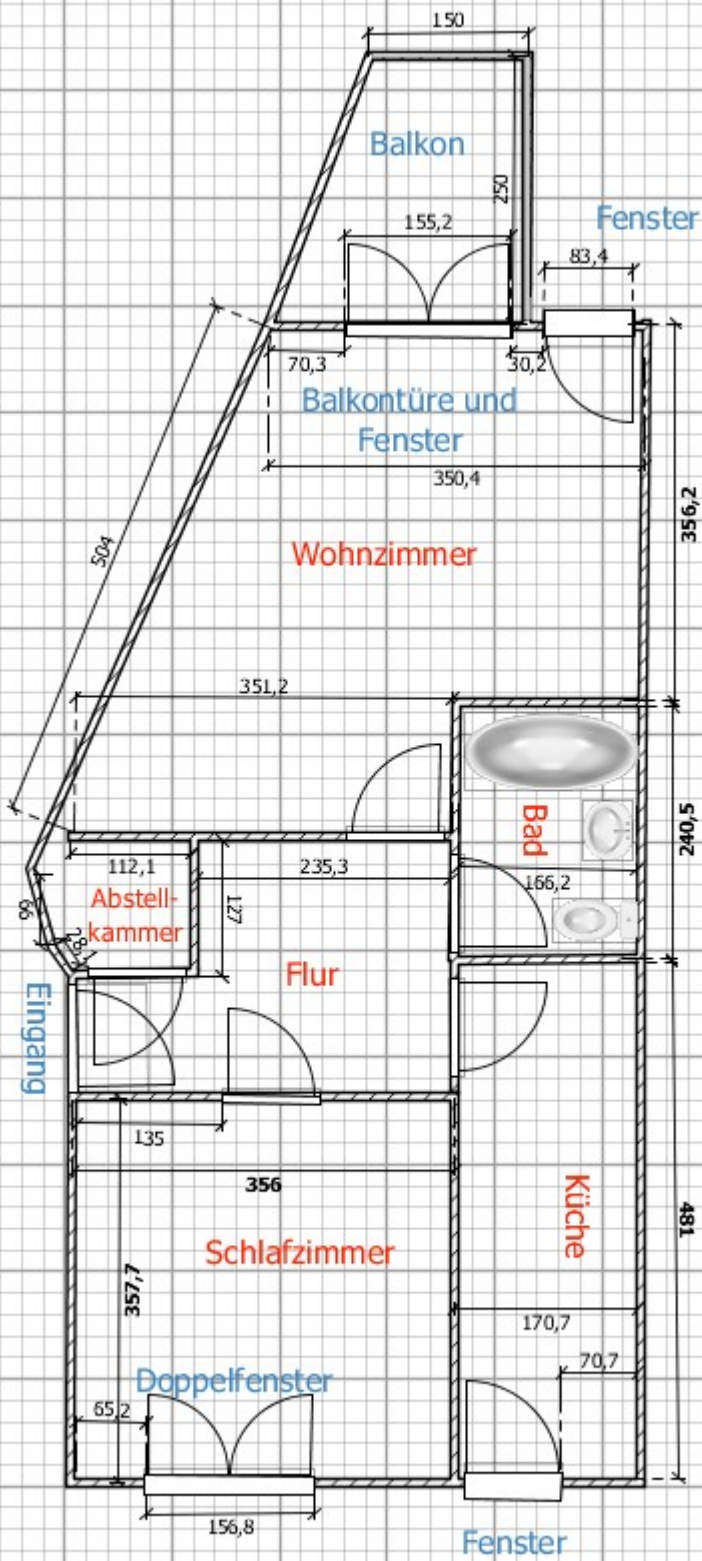 150
Balkon
250
Fenster
155,2
83,4
70,3
30,2
Balkontüre und
Fenster
350,4
356,2
504
Wohnzimmer
351,2
Bad
240,5
112,1
235,3
166,2
Abstell-
kammer
127
66
Flur
Eingang
135
356
Küche
481
Schlafzimmer
357,7
170,7
70,7
Doppelfenster
65,2
156,8
Fenster